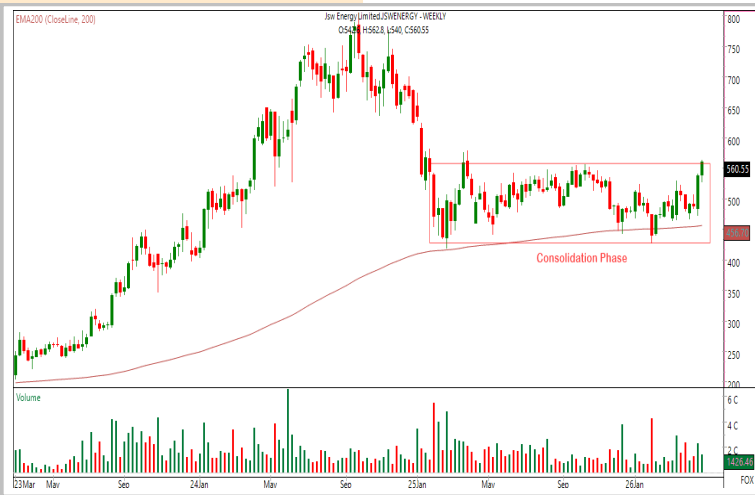 EMA200 (CloseLine, 200)
Jsw Energy Limited.JSWENERGY - WEEKLY
H:562.8, L:540, C:560.55
800
750
700
650
600
560.55
500
456.70
400
350
300
250
200
Consolidation Phase
Volume
6 C
4 C
2 C
1426.46
23Mar May Sep 24Jan May Sep 25Jan May Sep 26Jan